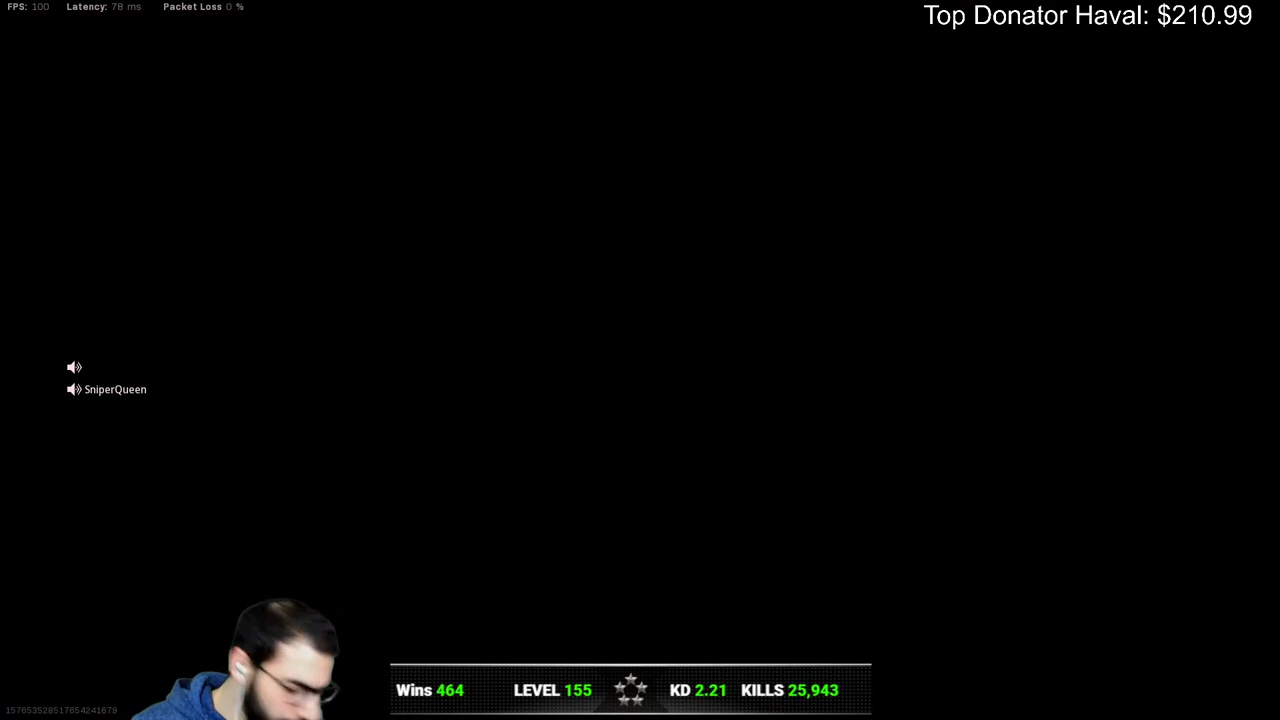 FPS: 100 Latency: 78 ms Packet Loss 0 %
Top Donator Haval: $210.99
SniperQueen
Wins 464 LEVEL 155 KD 2.21 KILLS 25,943